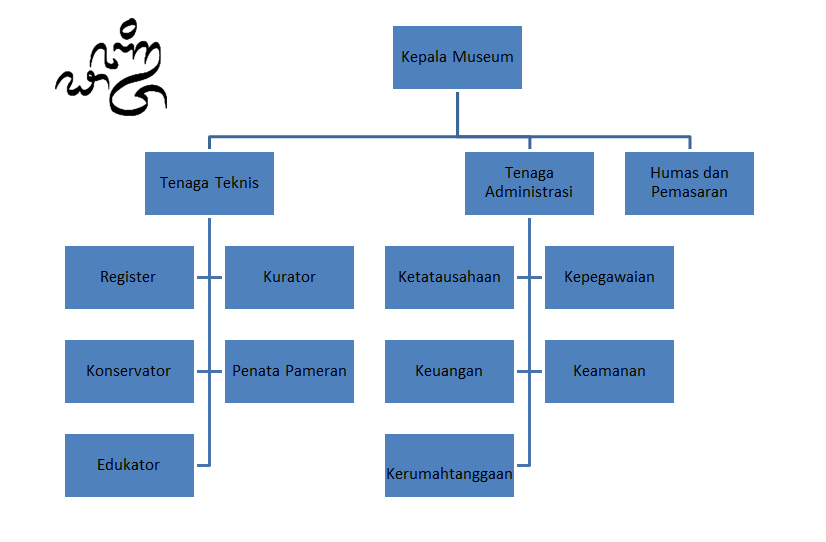 Kepala Museum
Tenaga Teknis
Tenaga
Administrasi
Humas dan
Pemasaran
Register
Kurator
Ketatausahaan
Kepegawaian
Konservator
Penata Pameran
Keuangan
Keamanan
Edukator
Kerumahtanggaan